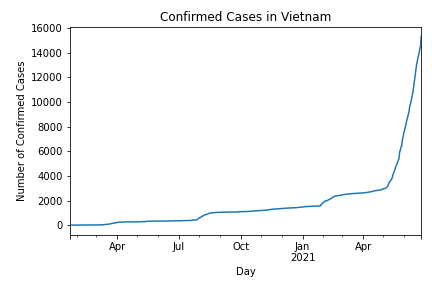 Confirmed Cases in Vietnam
16000
14000
12000
10000
8000
6000
4000
2000
0
Number of Confirmed Cases
Apr Jul Oct Jan Apr
2021
Day